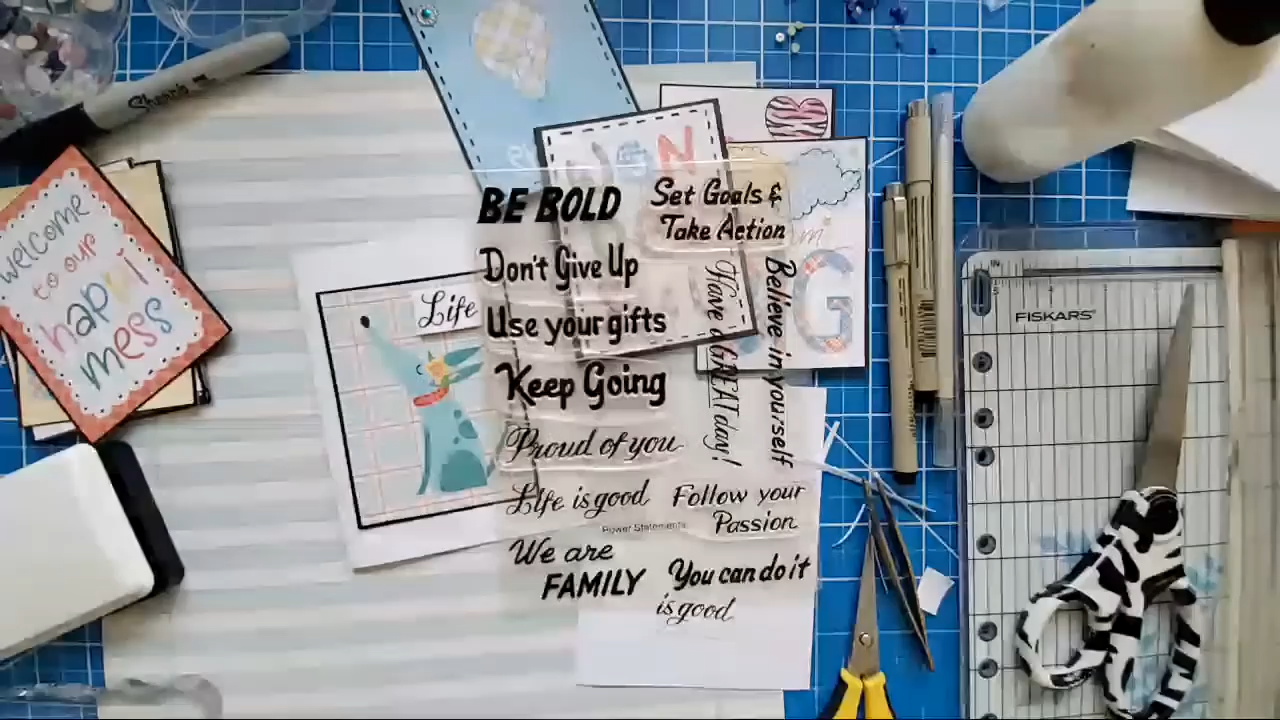 Sharpie
welcome
to our
happi
mess
BE BOLD
Set Goals &
Take Action
Don't Give Up
Use your gifts
Keep Going
Proud of you
Life is good
Follow your
Passion
Power Statements
We are
FAMILY
You can do it
is good
Have a GREAT day!
Believe in yourself
Life
FISKARS